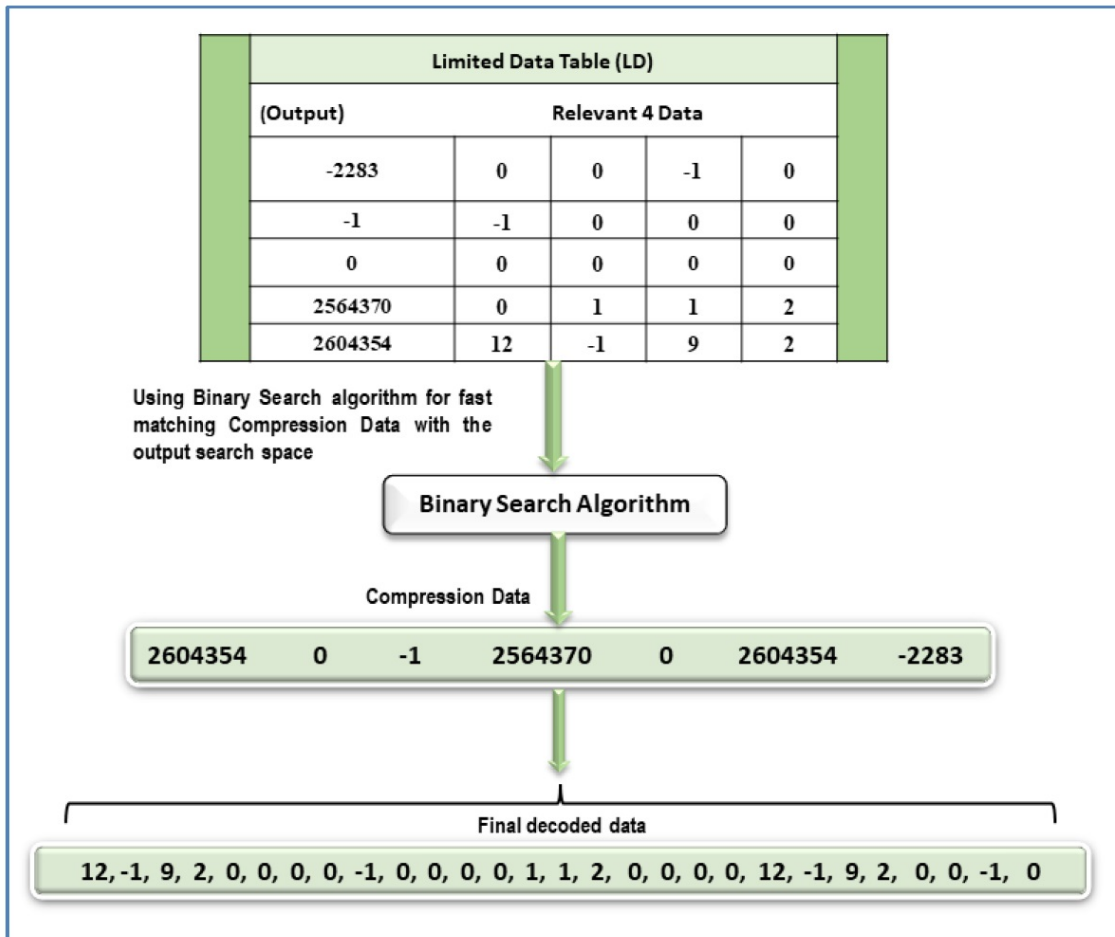 Limited Data Table (LD)
(Output) Relevant 4 Data
-2283 0 0 -1 0
-1 -1 0 0 0
0 0 0 0 0
2564370 0 1 1 2
2604354 12 -1 9 2
Using Binary Search algorithm for fast
matching Compression Data with the
output search space
Binary Search Algorithm
Compression Data
2604354 0 -1 2564370 0 2604354 -2283
Final decoded data
12, -1, 9, 2, 0, 0, 0, 0, -1, 0, 0, 0, 0, 1, 1, 2, 0, 0, 0, 0, 12, -1, 9, 2, 0, 0, -1, 0